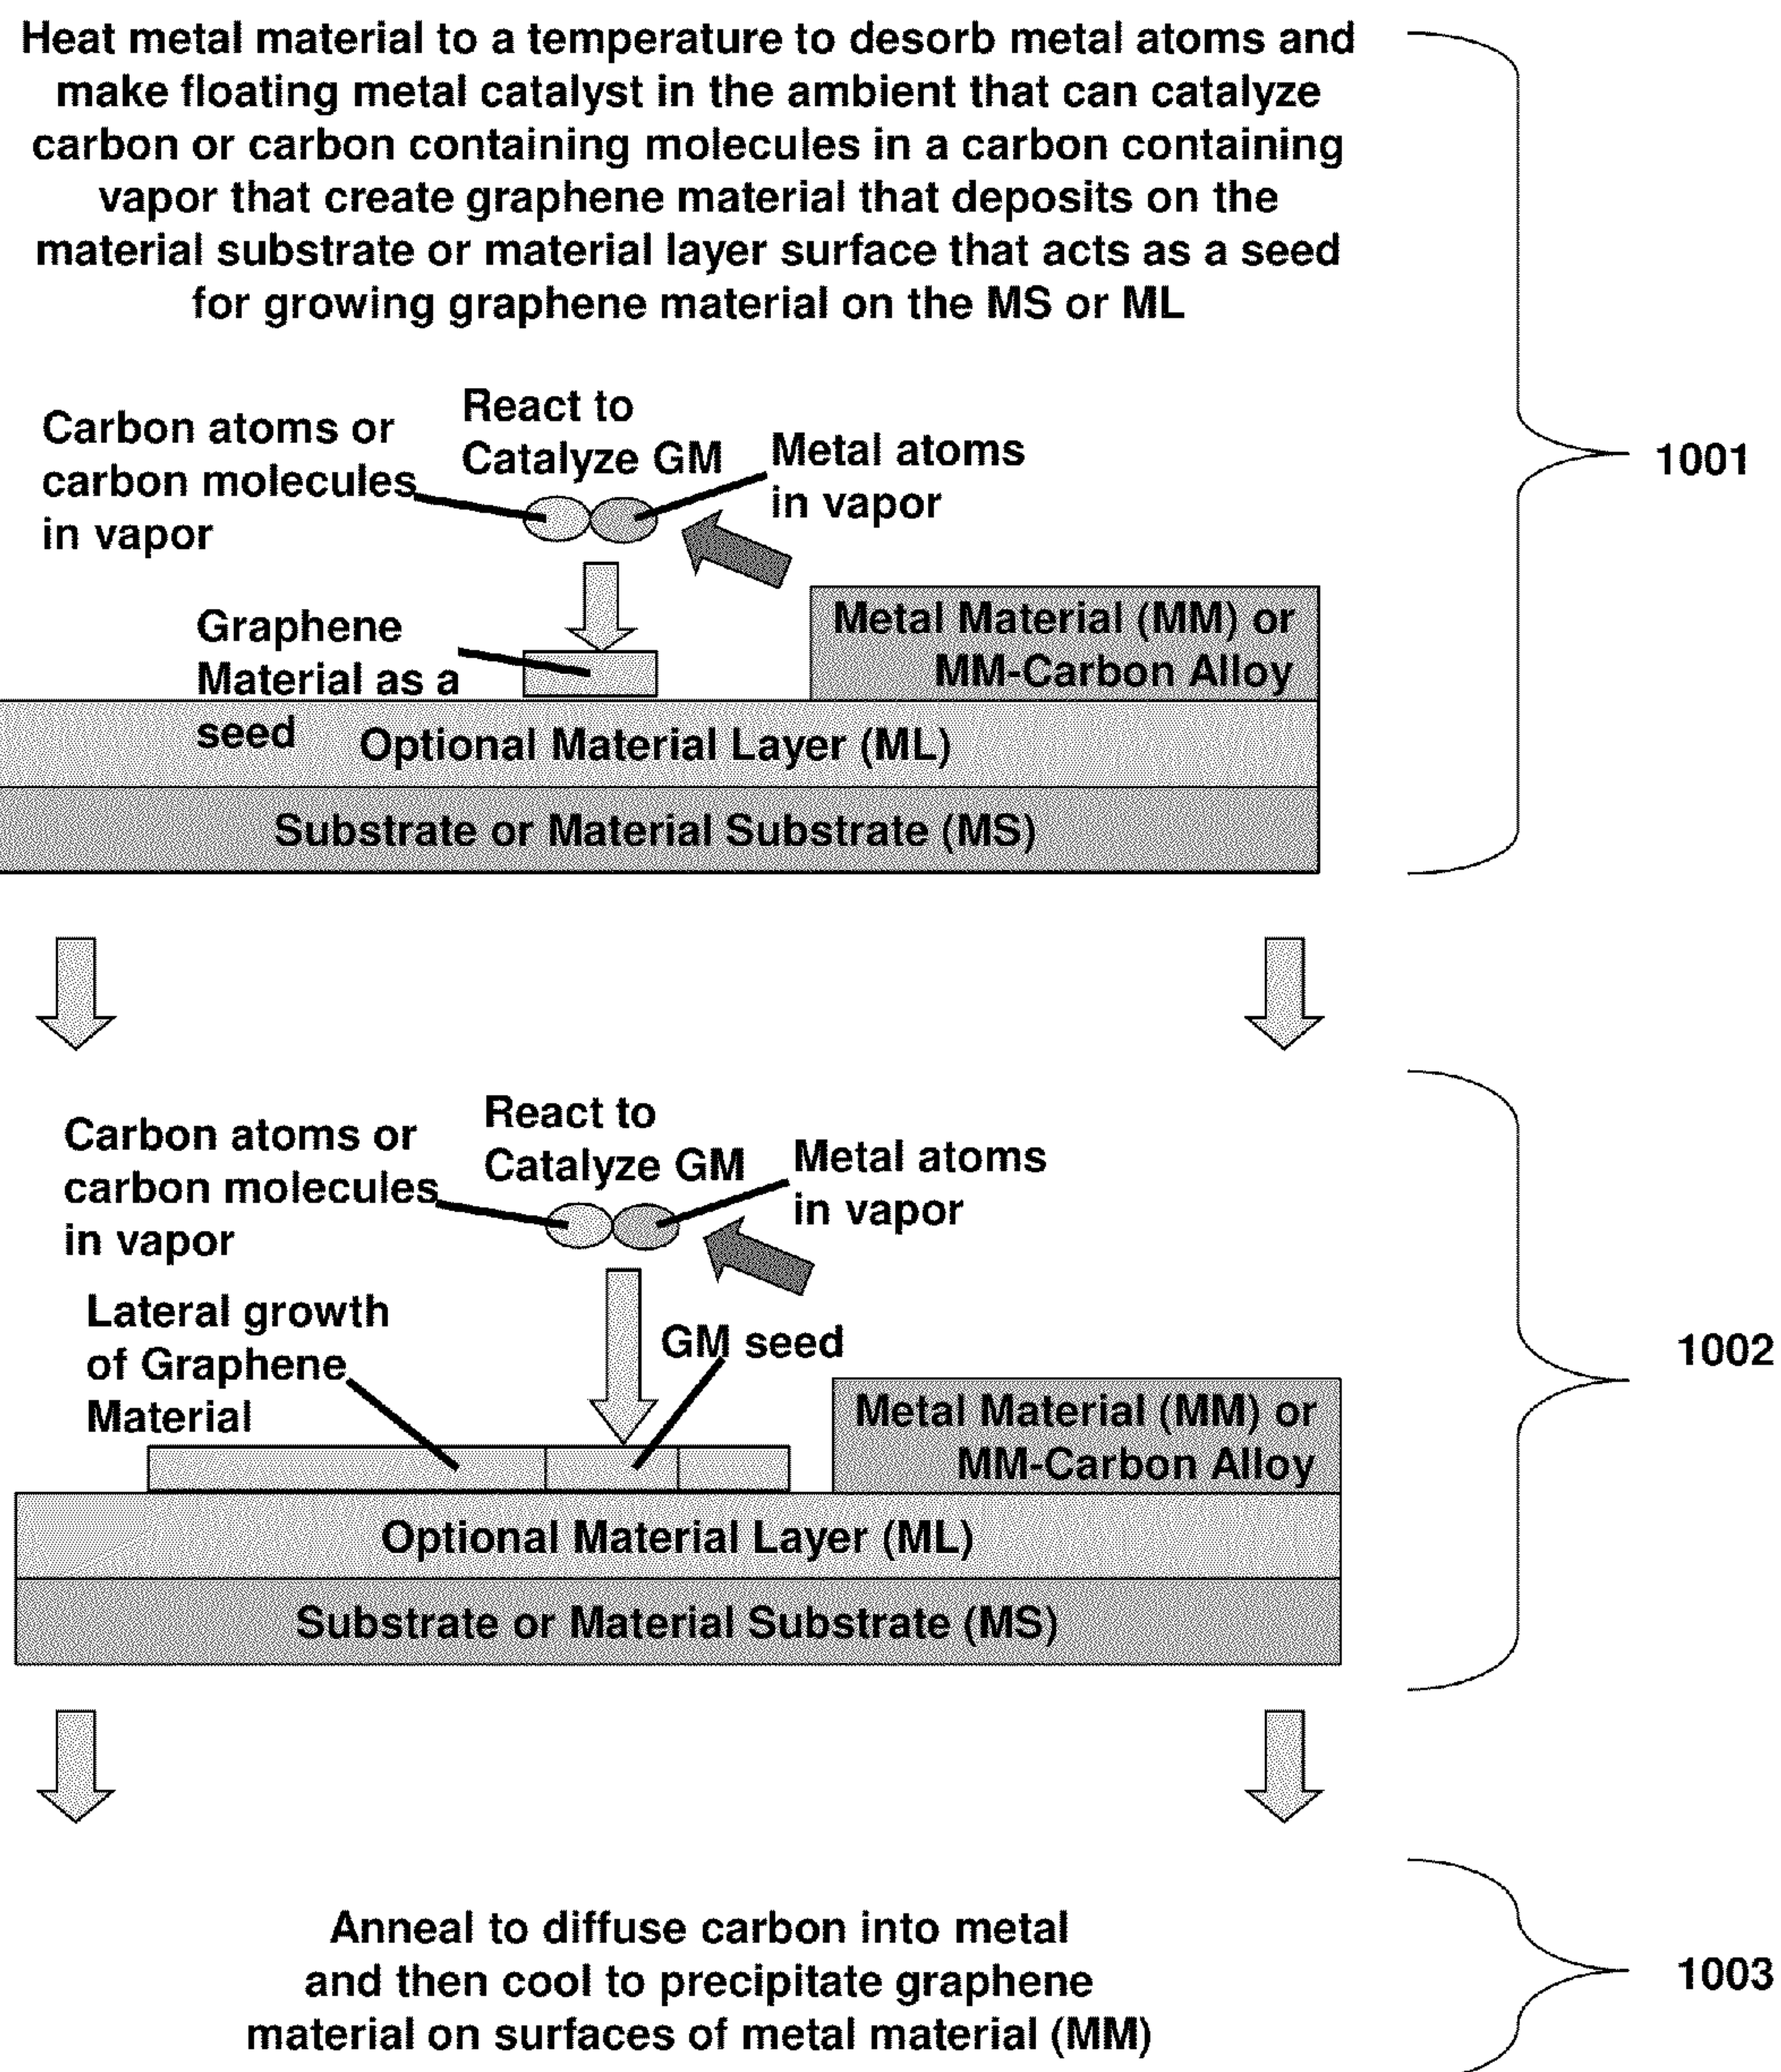 Heat metal material to a temperature to desorb metal atoms and
make floating metal catalyst in the ambient that can catalyze
carbon or carbon containing molecules in a carbon containing
vapor that create graphene material that deposits on the
material substrate or material layer surface that acts as a seed
for growing graphene material on the MS or ML
Carbon atoms or
carbon molecules
in vapor
React to
Catalyze GM
Metal atoms
in vapor
1001
Graphene
Material as a
seed
Metal Material (MM) or
MM-Carbon Alloy
Optional Material Layer (ML)
Substrate or Material Substrate (MS)
Carbon atoms or
carbon molecules
in vapor
React to
Catalyze GM
Metal atoms
in vapor
Lateral growth
of Graphene
Material
GM seed
1002
Metal Material (MM) or
MM-Carbon Alloy
Optional Material Layer (ML)
Substrate or Material Substrate (MS)
Anneal to diffuse carbon into metal
and then cool to precipitate graphene
material on surfaces of metal material (MM)
1003